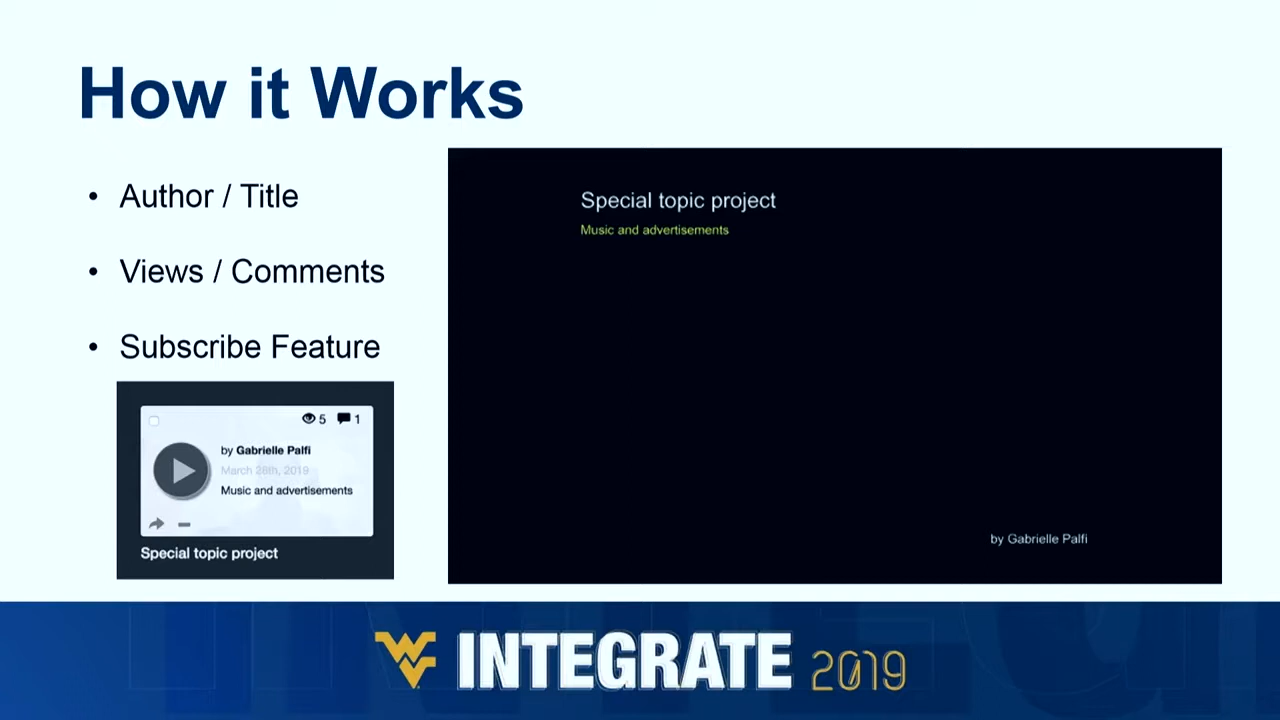 How it Works
• Author / Title
• Views / Comments
• Subscribe Feature
5 1
by Gabrielle Palfi
March 28th, 2019
Music and advertisements
Special topic project
Special topic project
Music and advertisements
by Gabrielle Palfi
WV INTEGRATE 2019